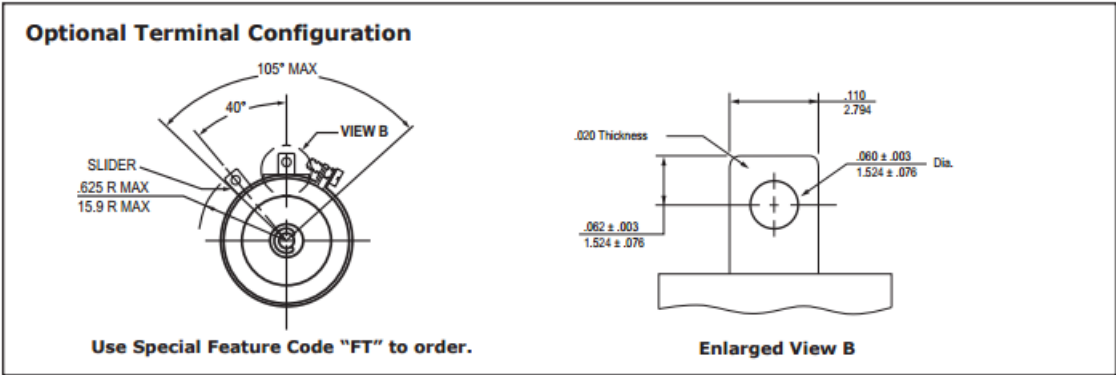 Optional Terminal Configuration
105° MAX
40°
VIEW B
SLIDER
.625 R MAX
15.9 R MAX
Use Special Feature Code “FT” to order.
.110
2.794
.020 Thickness
.060 ± .003
1.524 ± .076
Dia.
.062 ± .003
1.524 ± .076
Enlarged View B